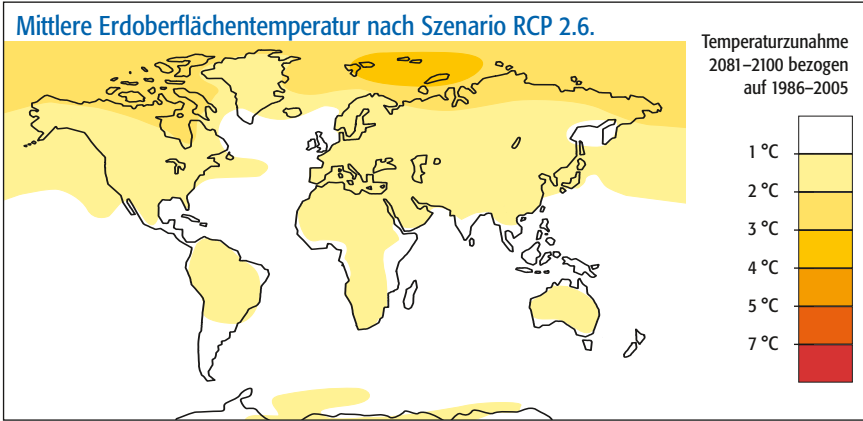 Mittlere Erdoberflächentemperatur nach Szenario RCP 2.6.
Temperaturzunahme
2081–2100 bezogen
auf 1986–2005
1 °C
2 °C
3 °C
4 °C
5 °C
7 °C